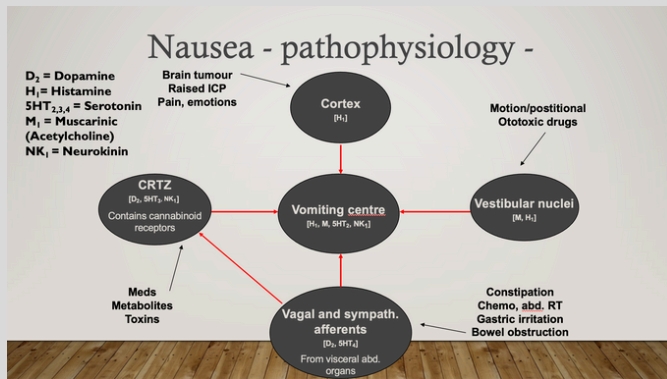 Nausea - pathophysiology -
D₂ = Dopamine
H₁= Histamine
5HT₂,₃,₄ = Serotonin
M₁ = Muscarinic
(Acetylcholine)
NK₁ = Neurokinin
Brain tumour
Raised ICP
Pain, emotions
Cortex
[H₁]
Motion/postitional
Ototoxic drugs
CRTZ
[D₂, 5HT₃, NK₁]
Contains cannabinoid
receptors
Vomiting centre
[H₁, M, 5HT₂, NK₁]
Vestibular nuclei
[M, H₁]
Meds
Metabolites
Toxins
Vagal and sympath.
afferents
[D₂, 5HT₄]
From visceral abd.
organs
Constipation
Chemo, abd. RT
Gastric irritation
Bowel obstruction